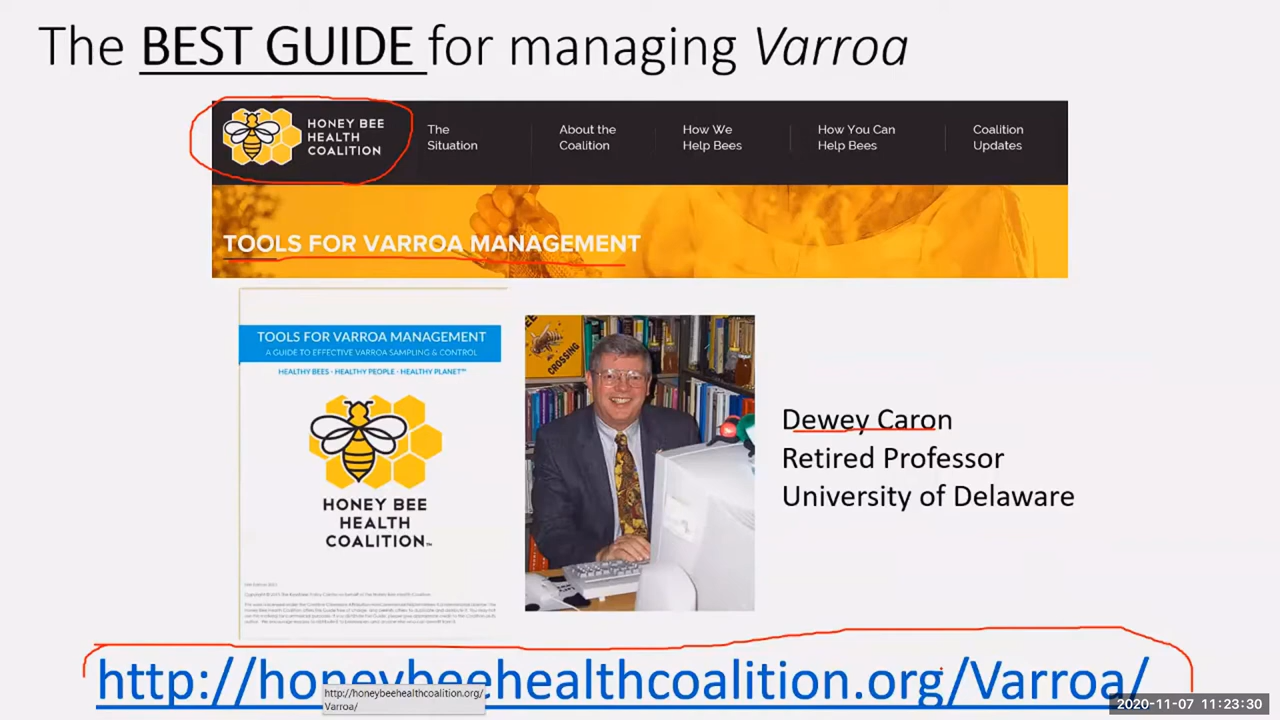 The BEST GUIDE for managing Varroa
HONEY BEE
HEALTH
COALITION
The
Situation
About the
Coalition
How We
Help Bees
How You Can
Help Bees
Coalition
Updates
TOOLS FOR VARROA MANAGEMENT
TOOLS FOR VARROA MANAGEMENT
A GUIDE TO EFFECTIVE VARROA SAMPLING & CONTROL
HEALTHY BEES · HEALTHY PEOPLE · HEALTHY PLANET™
HONEY BEE
HEALTH
COALITION™
CROSSING
Dewey Caron
Retired Professor
University of Delaware
http://honeybeehealthcoalition.org/Varroa/
http://honeybeehealthcoalition.org/
Varroa/
2020-11-07 11:23:30